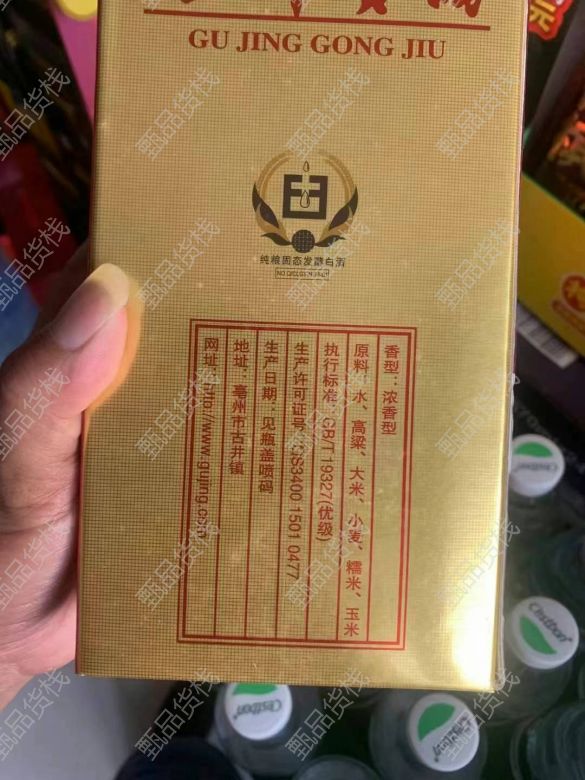 GU JING GONG JIU
纯粮固态发酵白酒
香型：浓香型
原料：水、高粱、大米、小麦、糯米、玉米
执行标准：GB/T 19327(优级)
生产许可证号：QS3400 1501 0477
生产日期：见瓶盖喷码
地址：亳州市古井镇
网址：http://www.gujing.com
Cestbon
Cestbon
Cestbon
甄品货栈